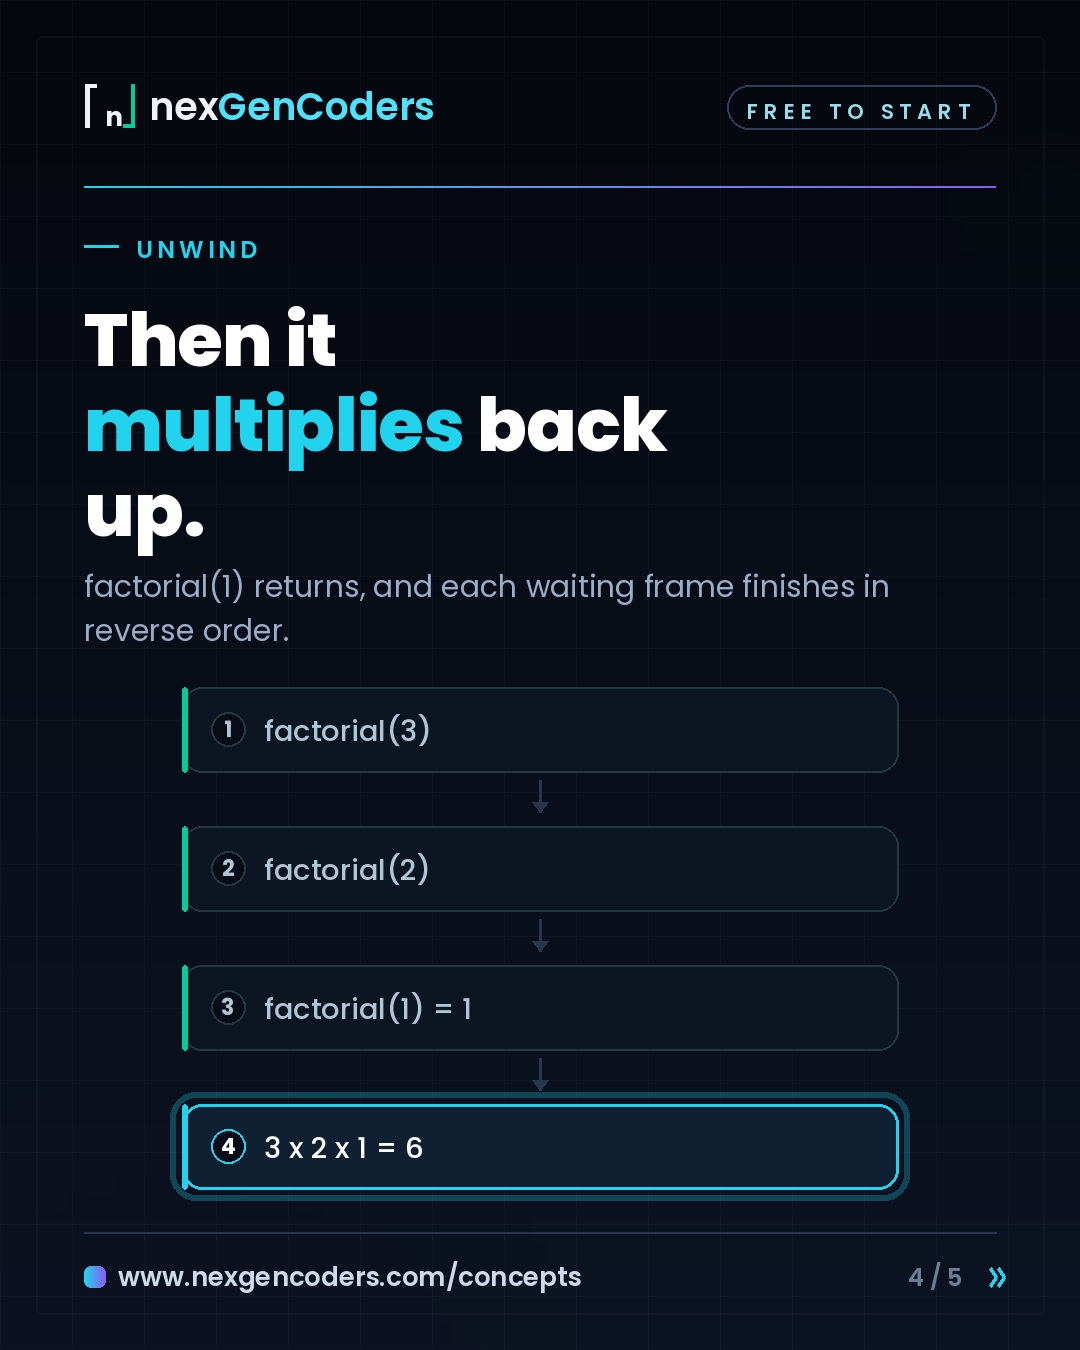 n nexGenCoders
FREE TO START
UNWIND
Then it
multiplies back
up.
factorial(1) returns, and each waiting frame finishes in
reverse order.
1 factorial(3)
2 factorial(2)
3 factorial(1) = 1
4 3 x 2 x 1 = 6
www.nexgencoders.com/concepts
4 / 5 »